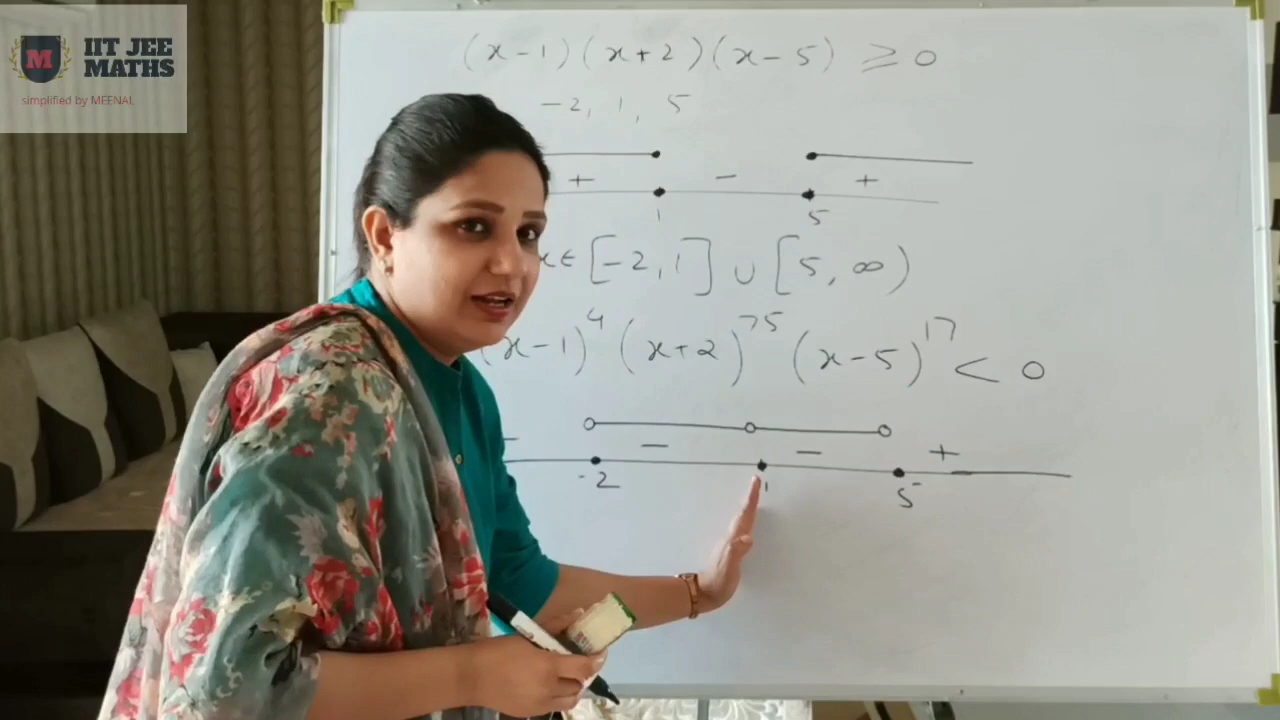 M
IIT JEE
MATHS
simplified by MEENAL
(x-1)(x+2)(x-5) ≥ 0
-2, 1, 5
+ - +
1 5
x∈ [-2, 1] ∪ [5, ∞)
(x-1)^4 (x+2)^75 (x-5)^17 < 0
- - - +
-2 1 5